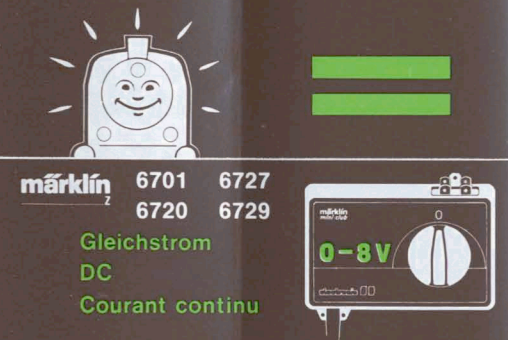 märklin
Z
6701 6727
6720 6729
Gleichstrom
DC
Courant continu
märklin
mini-club
0
0-8V